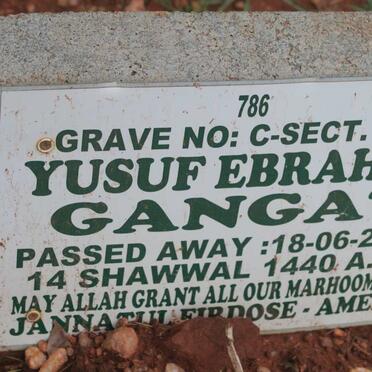 786
GRAVE NO: C-SECT.
YUSUF EBRAH
GANGA
PASSED AWAY :18-06-2
14 SHAWWAL 1440 A.
MAY ALLAH GRANT ALL OUR MARHOOM
JANNATUL FIRDOSE - AME